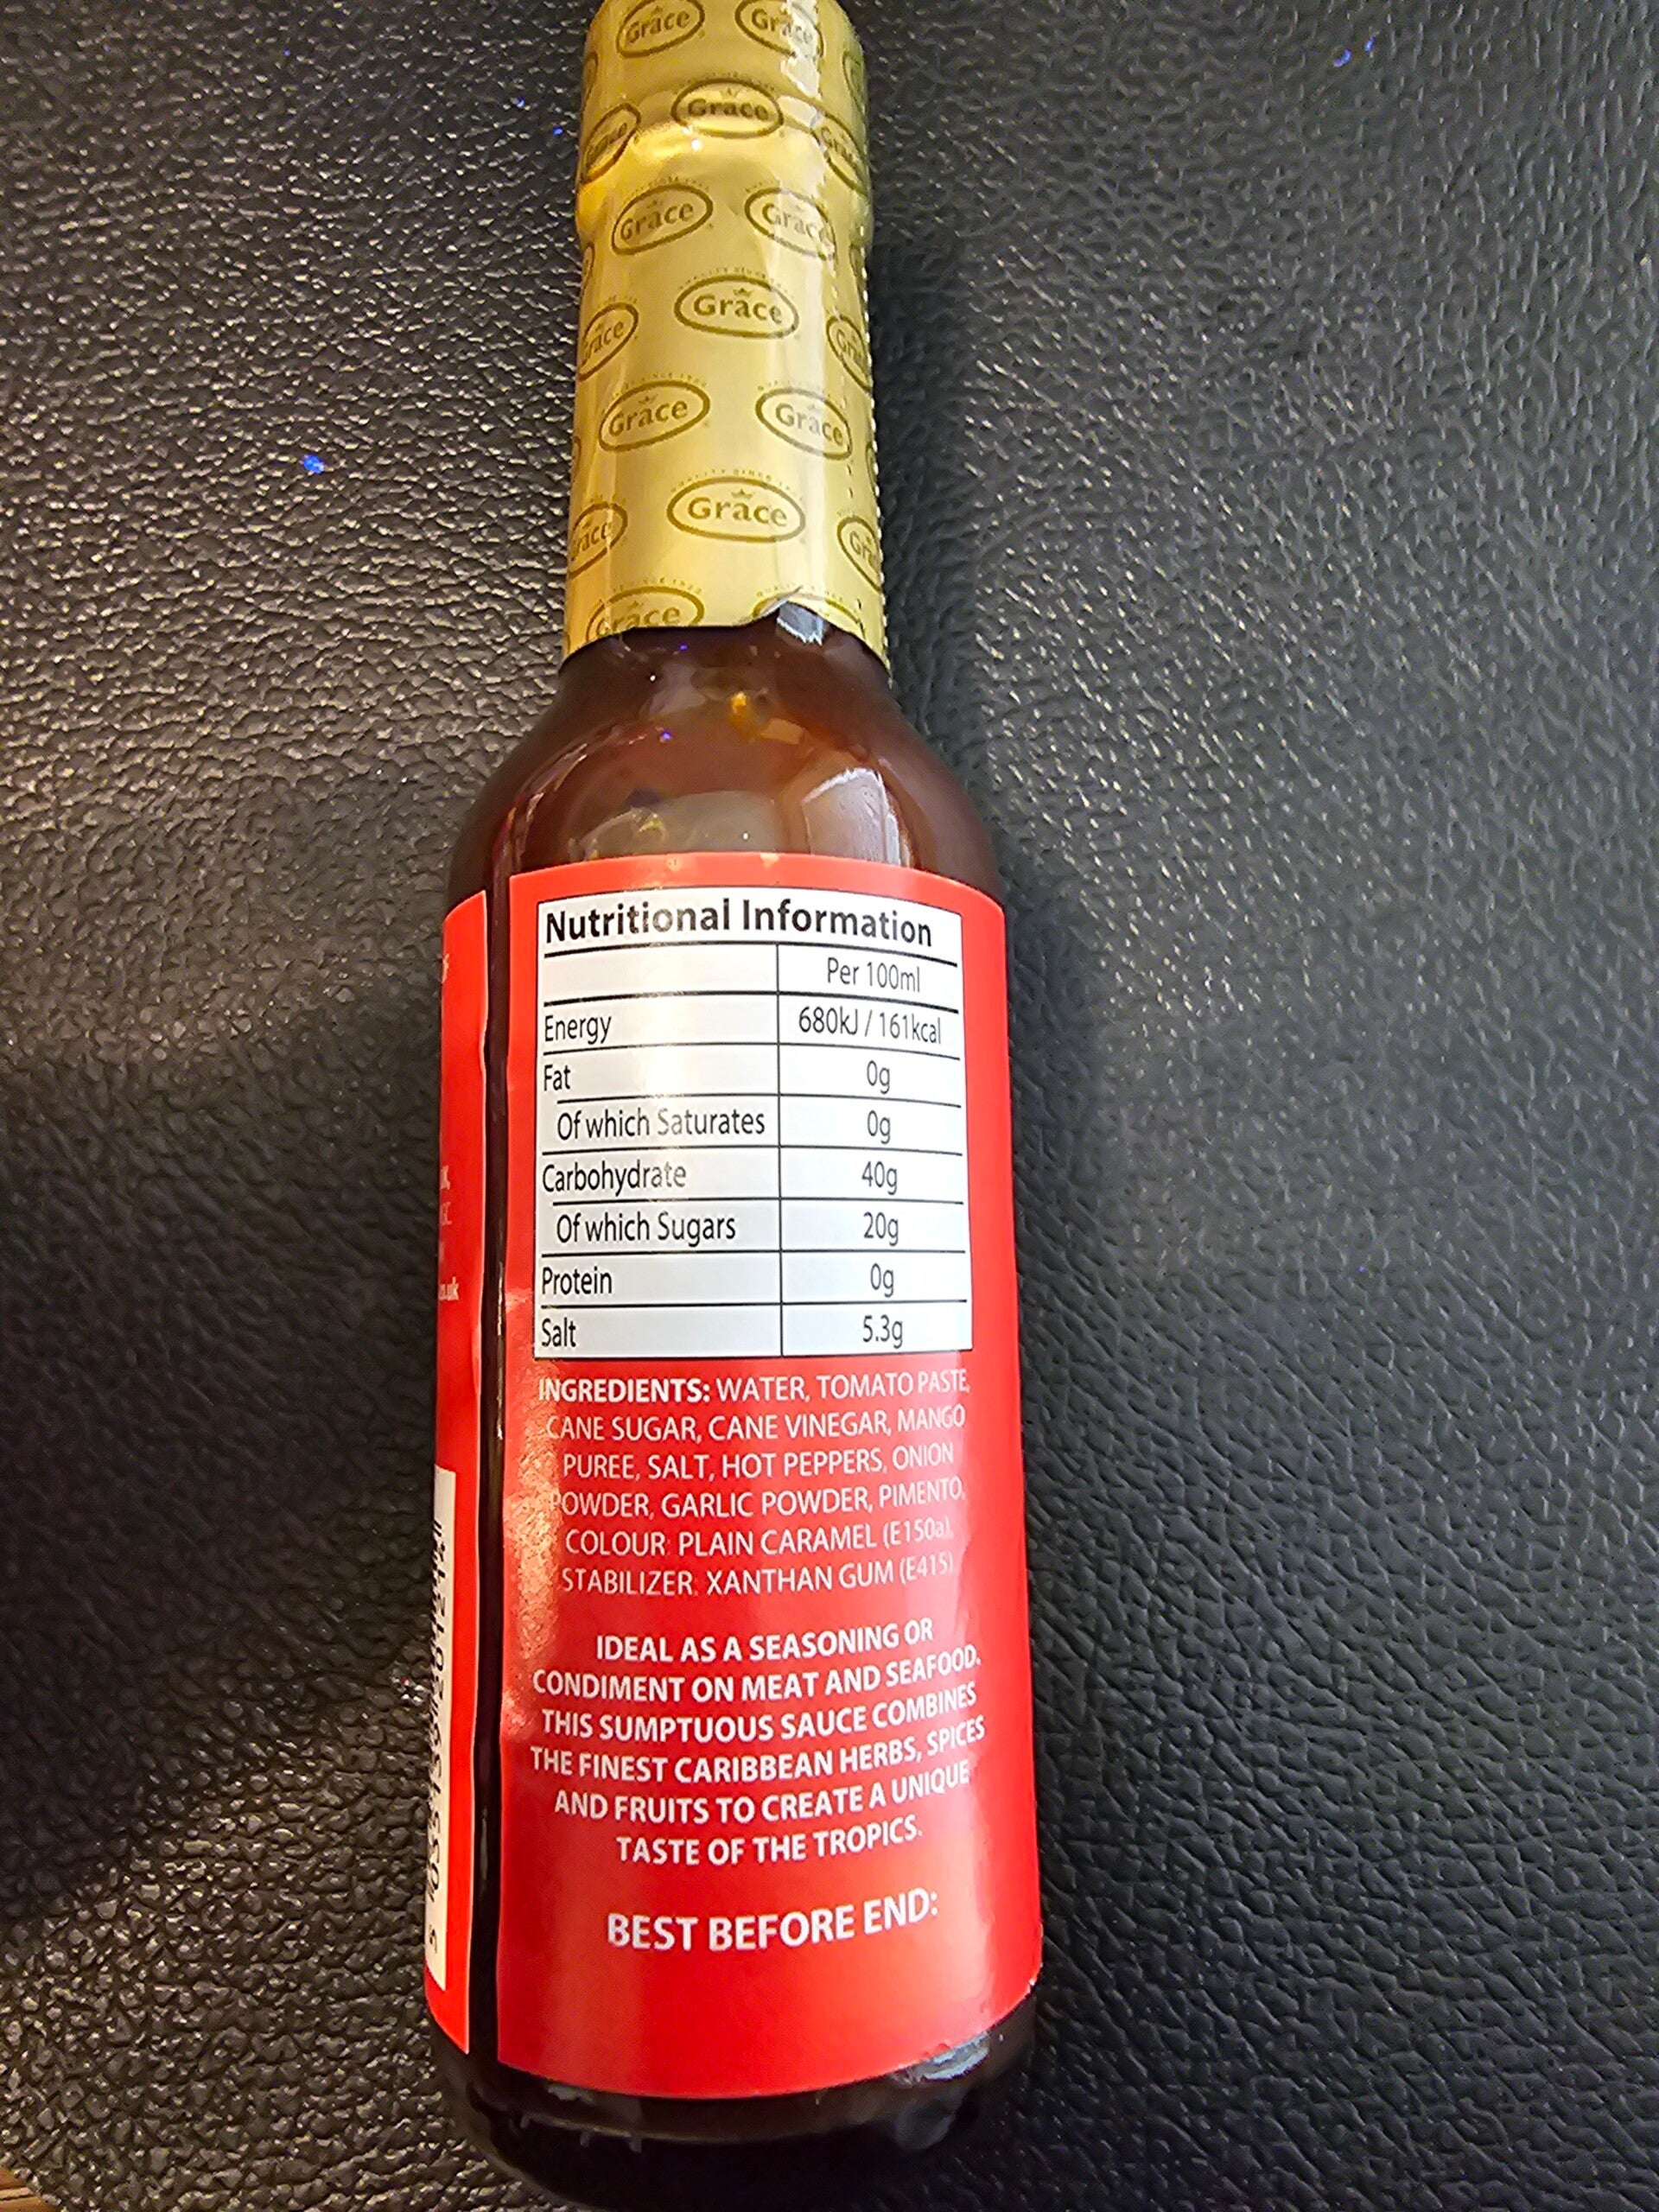 Grace Grace
Grace
Grace Grace
Grace
Grace Grace
Grace
Grace
Nutritional Information
Per 100ml
Energy 680kJ / 161kcal
Fat 0g
Of which Saturates 0g
Carbohydrate 40g
Of which Sugars 20g
Protein 0g
Salt 5.3g
INGREDIENTS: WATER, TOMATO PASTE,
CANE SUGAR, CANE VINEGAR, MANGO
PUREE, SALT, HOT PEPPERS, ONION
POWDER, GARLIC POWDER, PIMENTO,
COLOUR: PLAIN CARAMEL (E150a),
STABILIZER: XANTHAN GUM (E415)
IDEAL AS A SEASONING OR
CONDIMENT ON MEAT AND SEAFOOD.
THIS SUMPTUOUS SAUCE COMBINES
THE FINEST CARIBBEAN HERBS, SPICES
AND FRUITS TO CREATE A UNIQUE
TASTE OF THE TROPICS.
BEST BEFORE END: